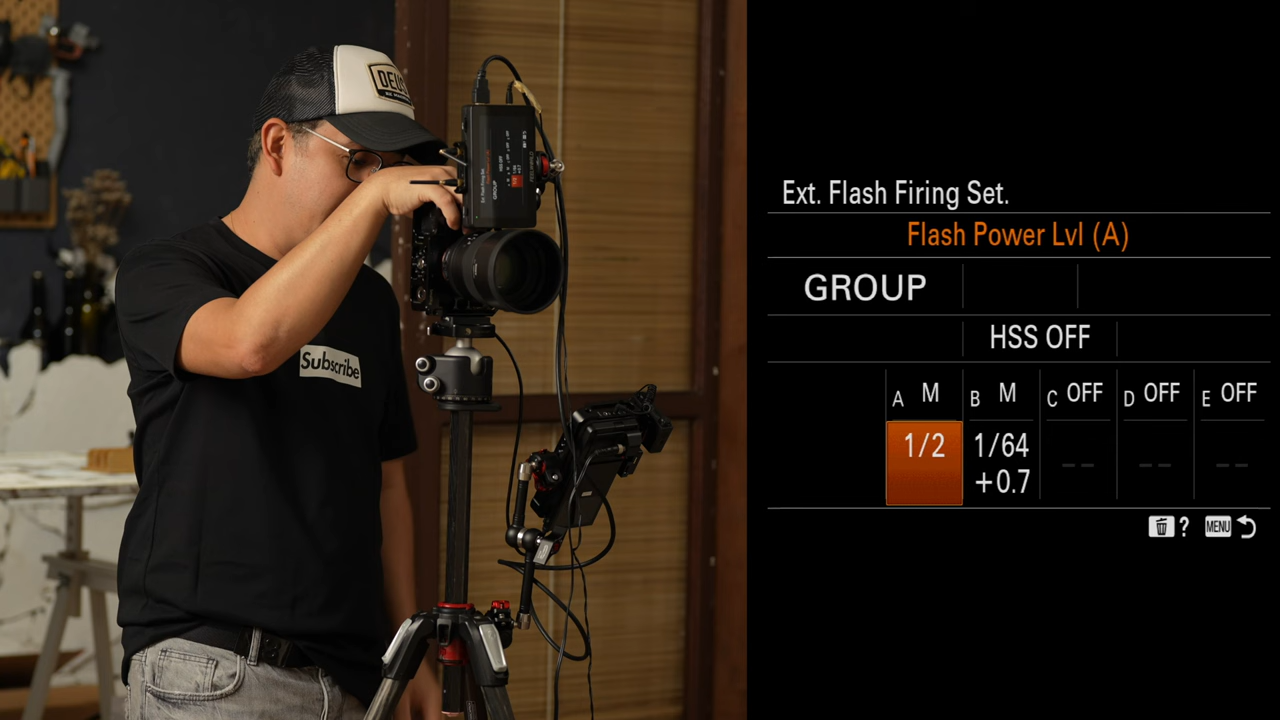 DEUS
Subscribe
Ext. Flash Firing Set.
Flash Power Lvl (A)
GROUP
HSS OFF
A M B M C OFF D OFF E OFF
1/2 1/64 -- -- --
+0.7
? MENU